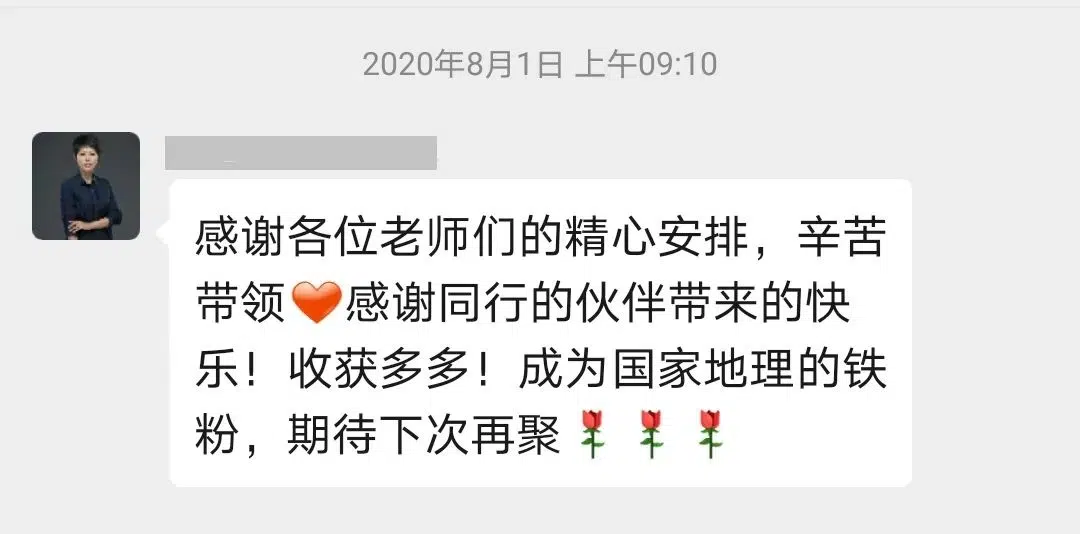 2020年8月1日 上午09:10
感谢各位老师们的精心安排，辛苦
带领❤️感谢同行的伙伴带来的快
乐！收获多多！成为国家地理的铁
粉，期待下次再聚🌹🌹🌹